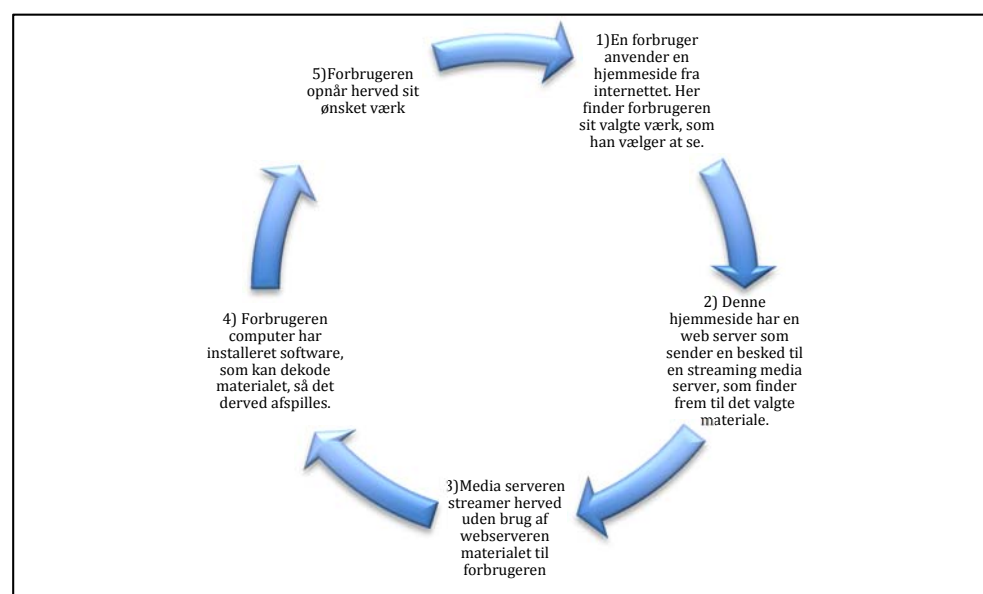 1)En forbruger
anvender en
hjemmeside fra
internettet. Her
finder forbrugeren
sit valgte værk, som
han vælger at se.
2) Denne
hjemmeside har en
web server som
sender en besked til
en streaming media
server, som finder
frem til det valgte
materiale.
3)Media serveren
streamer herved
uden brug af
webserveren
materialet til
forbrugeren
4) Forbrugeren
computer har
installeret software,
som kan dekode
materialet, så det
derved afspilles.
5)Forbrugeren
opnår herved sit
ønsket værk